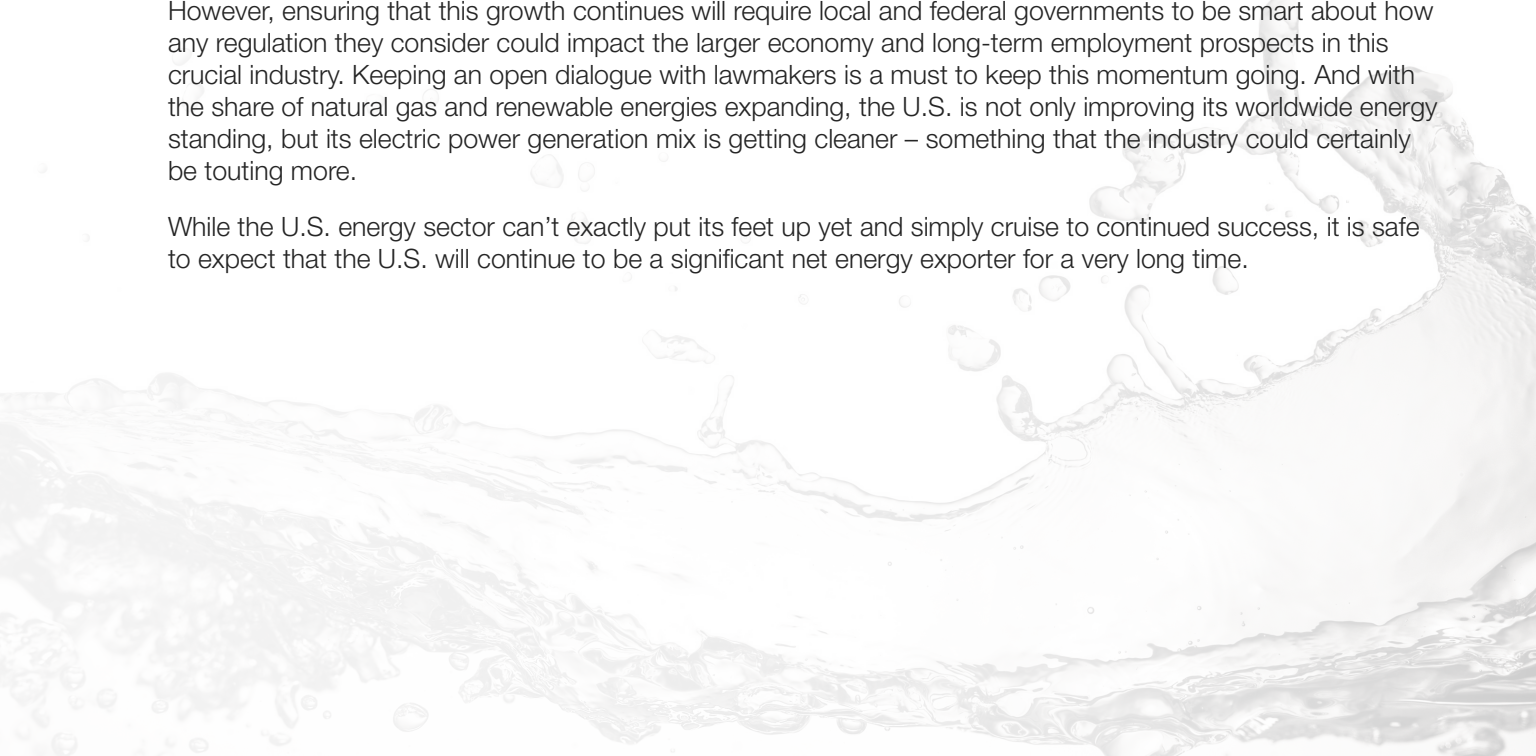 However, ensuring that this growth continues will require local and federal governments to be smart about how
any regulation they consider could impact the larger economy and long-term employment prospects in this
crucial industry. Keeping an open dialogue with lawmakers is a must to keep this momentum going. And with
the share of natural gas and renewable energies expanding, the U.S. is not only improving its worldwide energy
standing, but its electric power generation mix is getting cleaner – something that the industry could certainly
be touting more.
While the U.S. energy sector can’t exactly put its feet up yet and simply cruise to continued success, it is safe
to expect that the U.S. will continue to be a significant net energy exporter for a very long time.